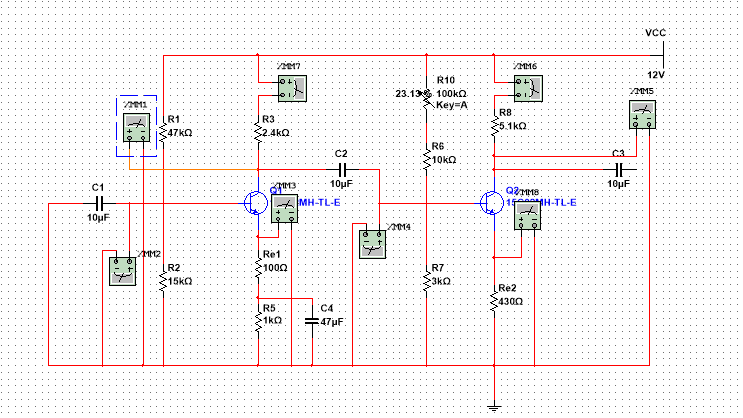 VCC
12V
XMM7
XMM6
XMM5
XMM1
R10
23.13%
100kΩ
Key=A
R1
47kΩ
R3
2.4kΩ
R8
5.1kΩ
R6
10kΩ
C2
10µF
C3
10µF
C1
10µF
Q1
MH-TL-E
XMM3
Q2
MH-TL-E
XMM8
XMM2
XMM4
R2
15kΩ
Re1
100Ω
R7
3kΩ
Re2
430Ω
R5
1kΩ
C4
47µF